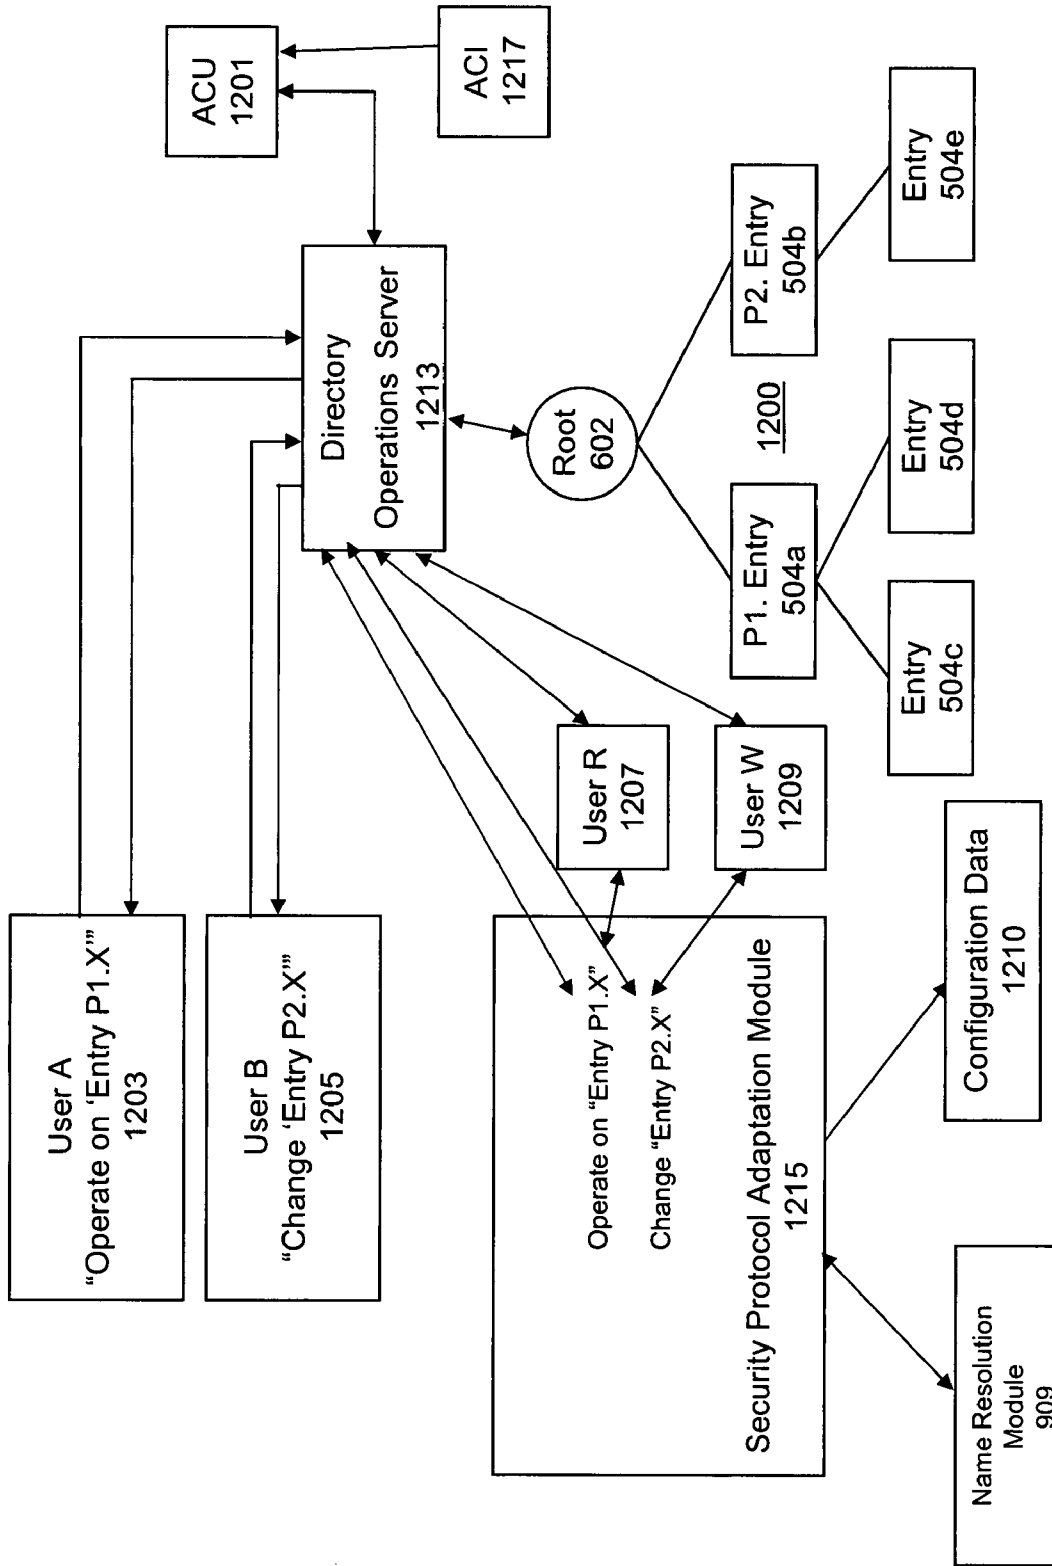 User A
“Operate on ‘Entry P1.X’”
1203
User B
“Change ‘Entry P2.X’”
1205
Directory
Operations Server
1213
ACU
1201
ACI
1217
Operate on “Entry P1.X”
Change “Entry P2.X”
Security Protocol Adaptation Module
1215
User R
1207
User W
1209
Root
602
P1. Entry
504a
1200
P2. Entry
504b
Entry
504c
Entry
504d
Entry
504e
Name Resolution
Module
909
Configuration Data
1210